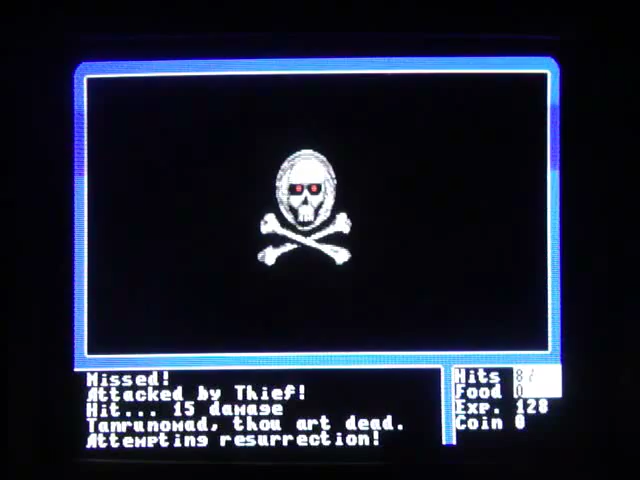 Missed!
Attacked by Thief!
Hit... 15 damage
Tanrunomad, thou art dead.
Attempting resurrection!
Hits
Food 0
Exp. 128
Coin 0